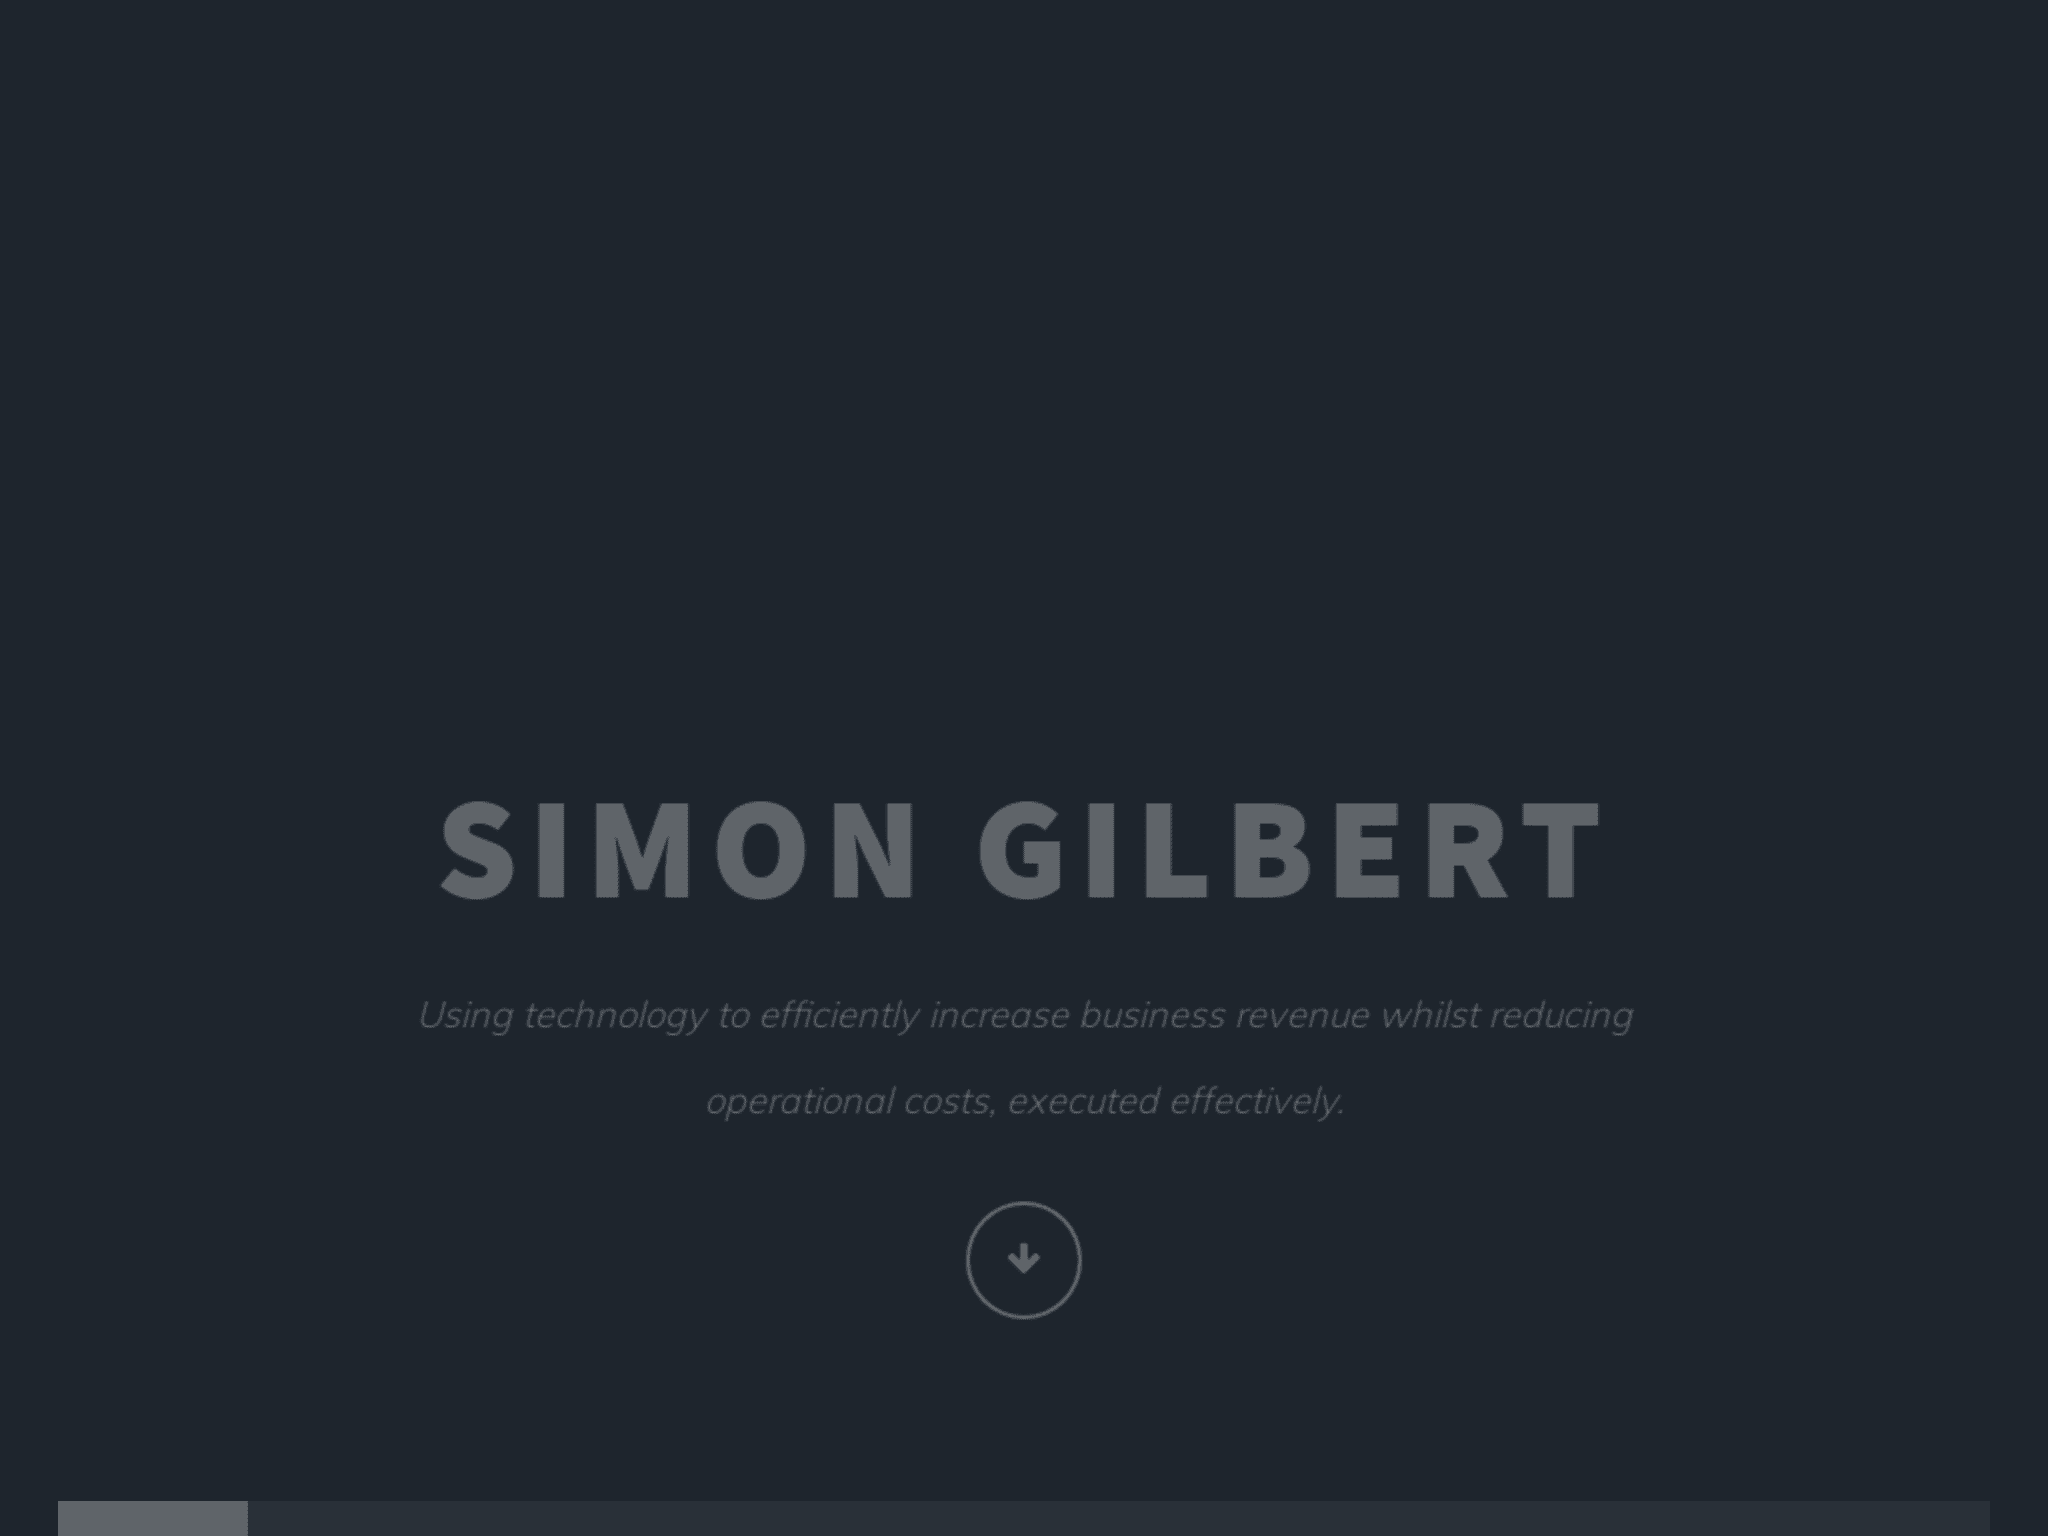 SIMON GILBERT
Using technology to efficiently increase business revenue whilst reducing
operational costs, executed effectively.